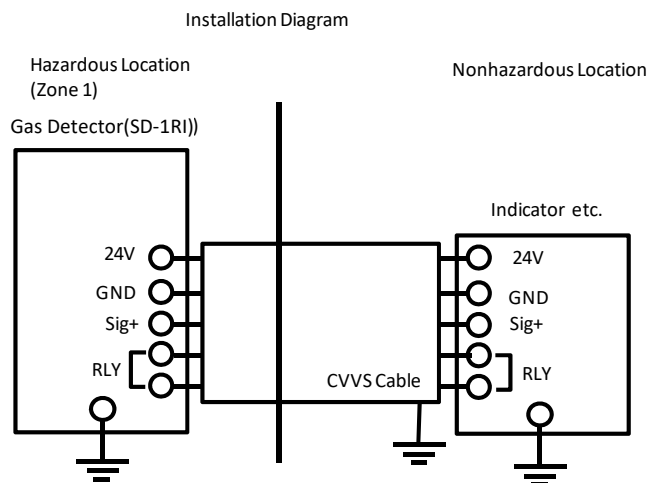 Installation Diagram
Hazardous Location
(Zone 1)
Nonhazardous Location
Gas Detector(SD-1RI))
Indicator etc.
24V
GND
Sig+
RLY
CVVS Cable
24V
GND
Sig+
RLY